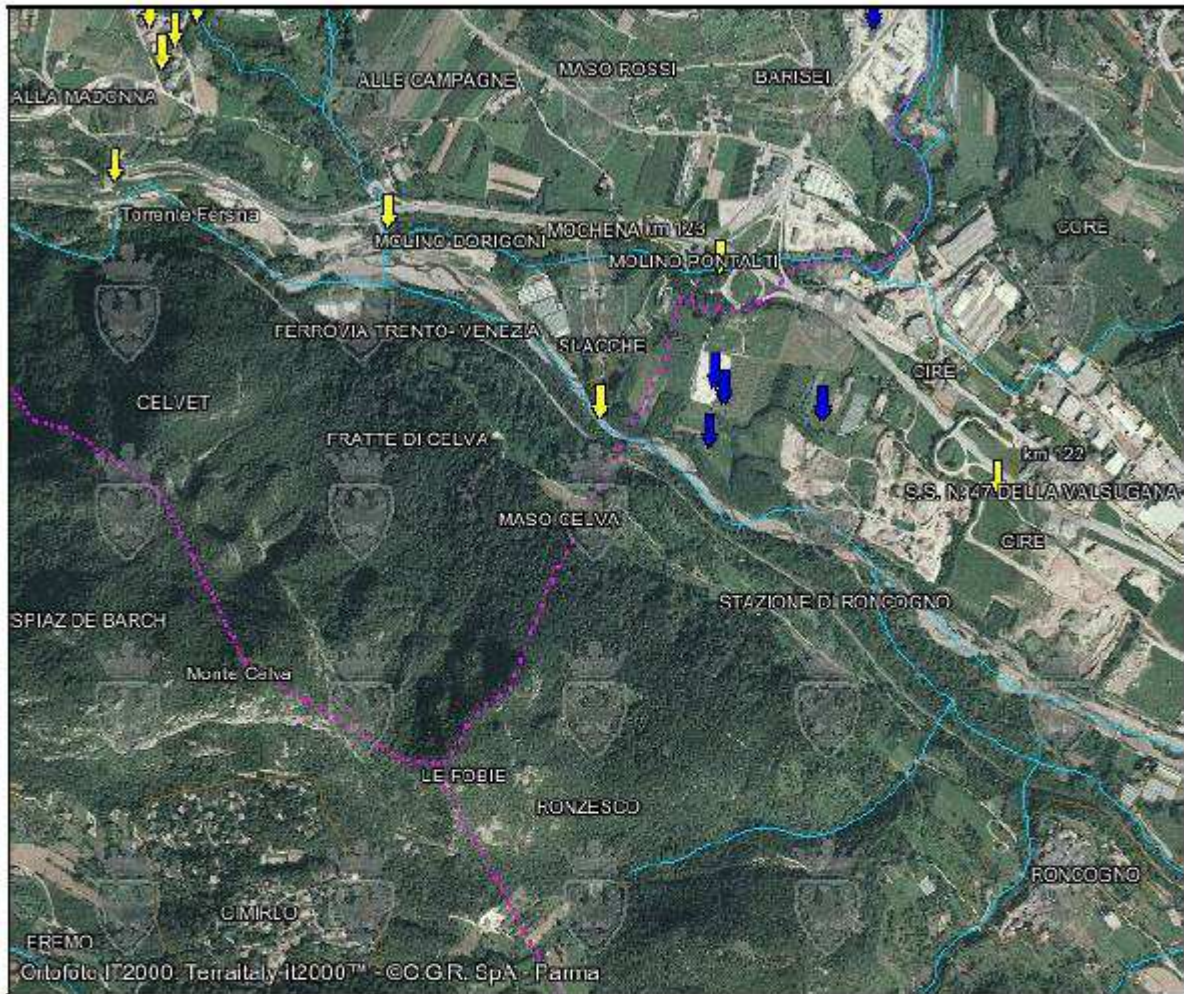 MASO ROSSI
ALLE CAMPAGNE
BARISEI
ALLA MADONNA
Torrente Fersina
MOCHENA km 123
CORE
MOLINO DORIGONI
MOLINO PONTALTI
FERROVIA TRENTO- VENEZIA
SLACCHE
CIRE
CELVET
FRATTE DI CELVA
km 122
S.S. N. 47 DELLA VALSUGANA
MASO CELVA
CIRE
STAZIONE DI RONCOGNO
SPIAZ DE BARCH
Monte Celva
LE FOBIE
RONZESCO
RONCOGNO
CIMIRLO
EREMO
Ortofoto IT2000. TerraItaly it2000™ - ©C.G.R. SpA - Parma